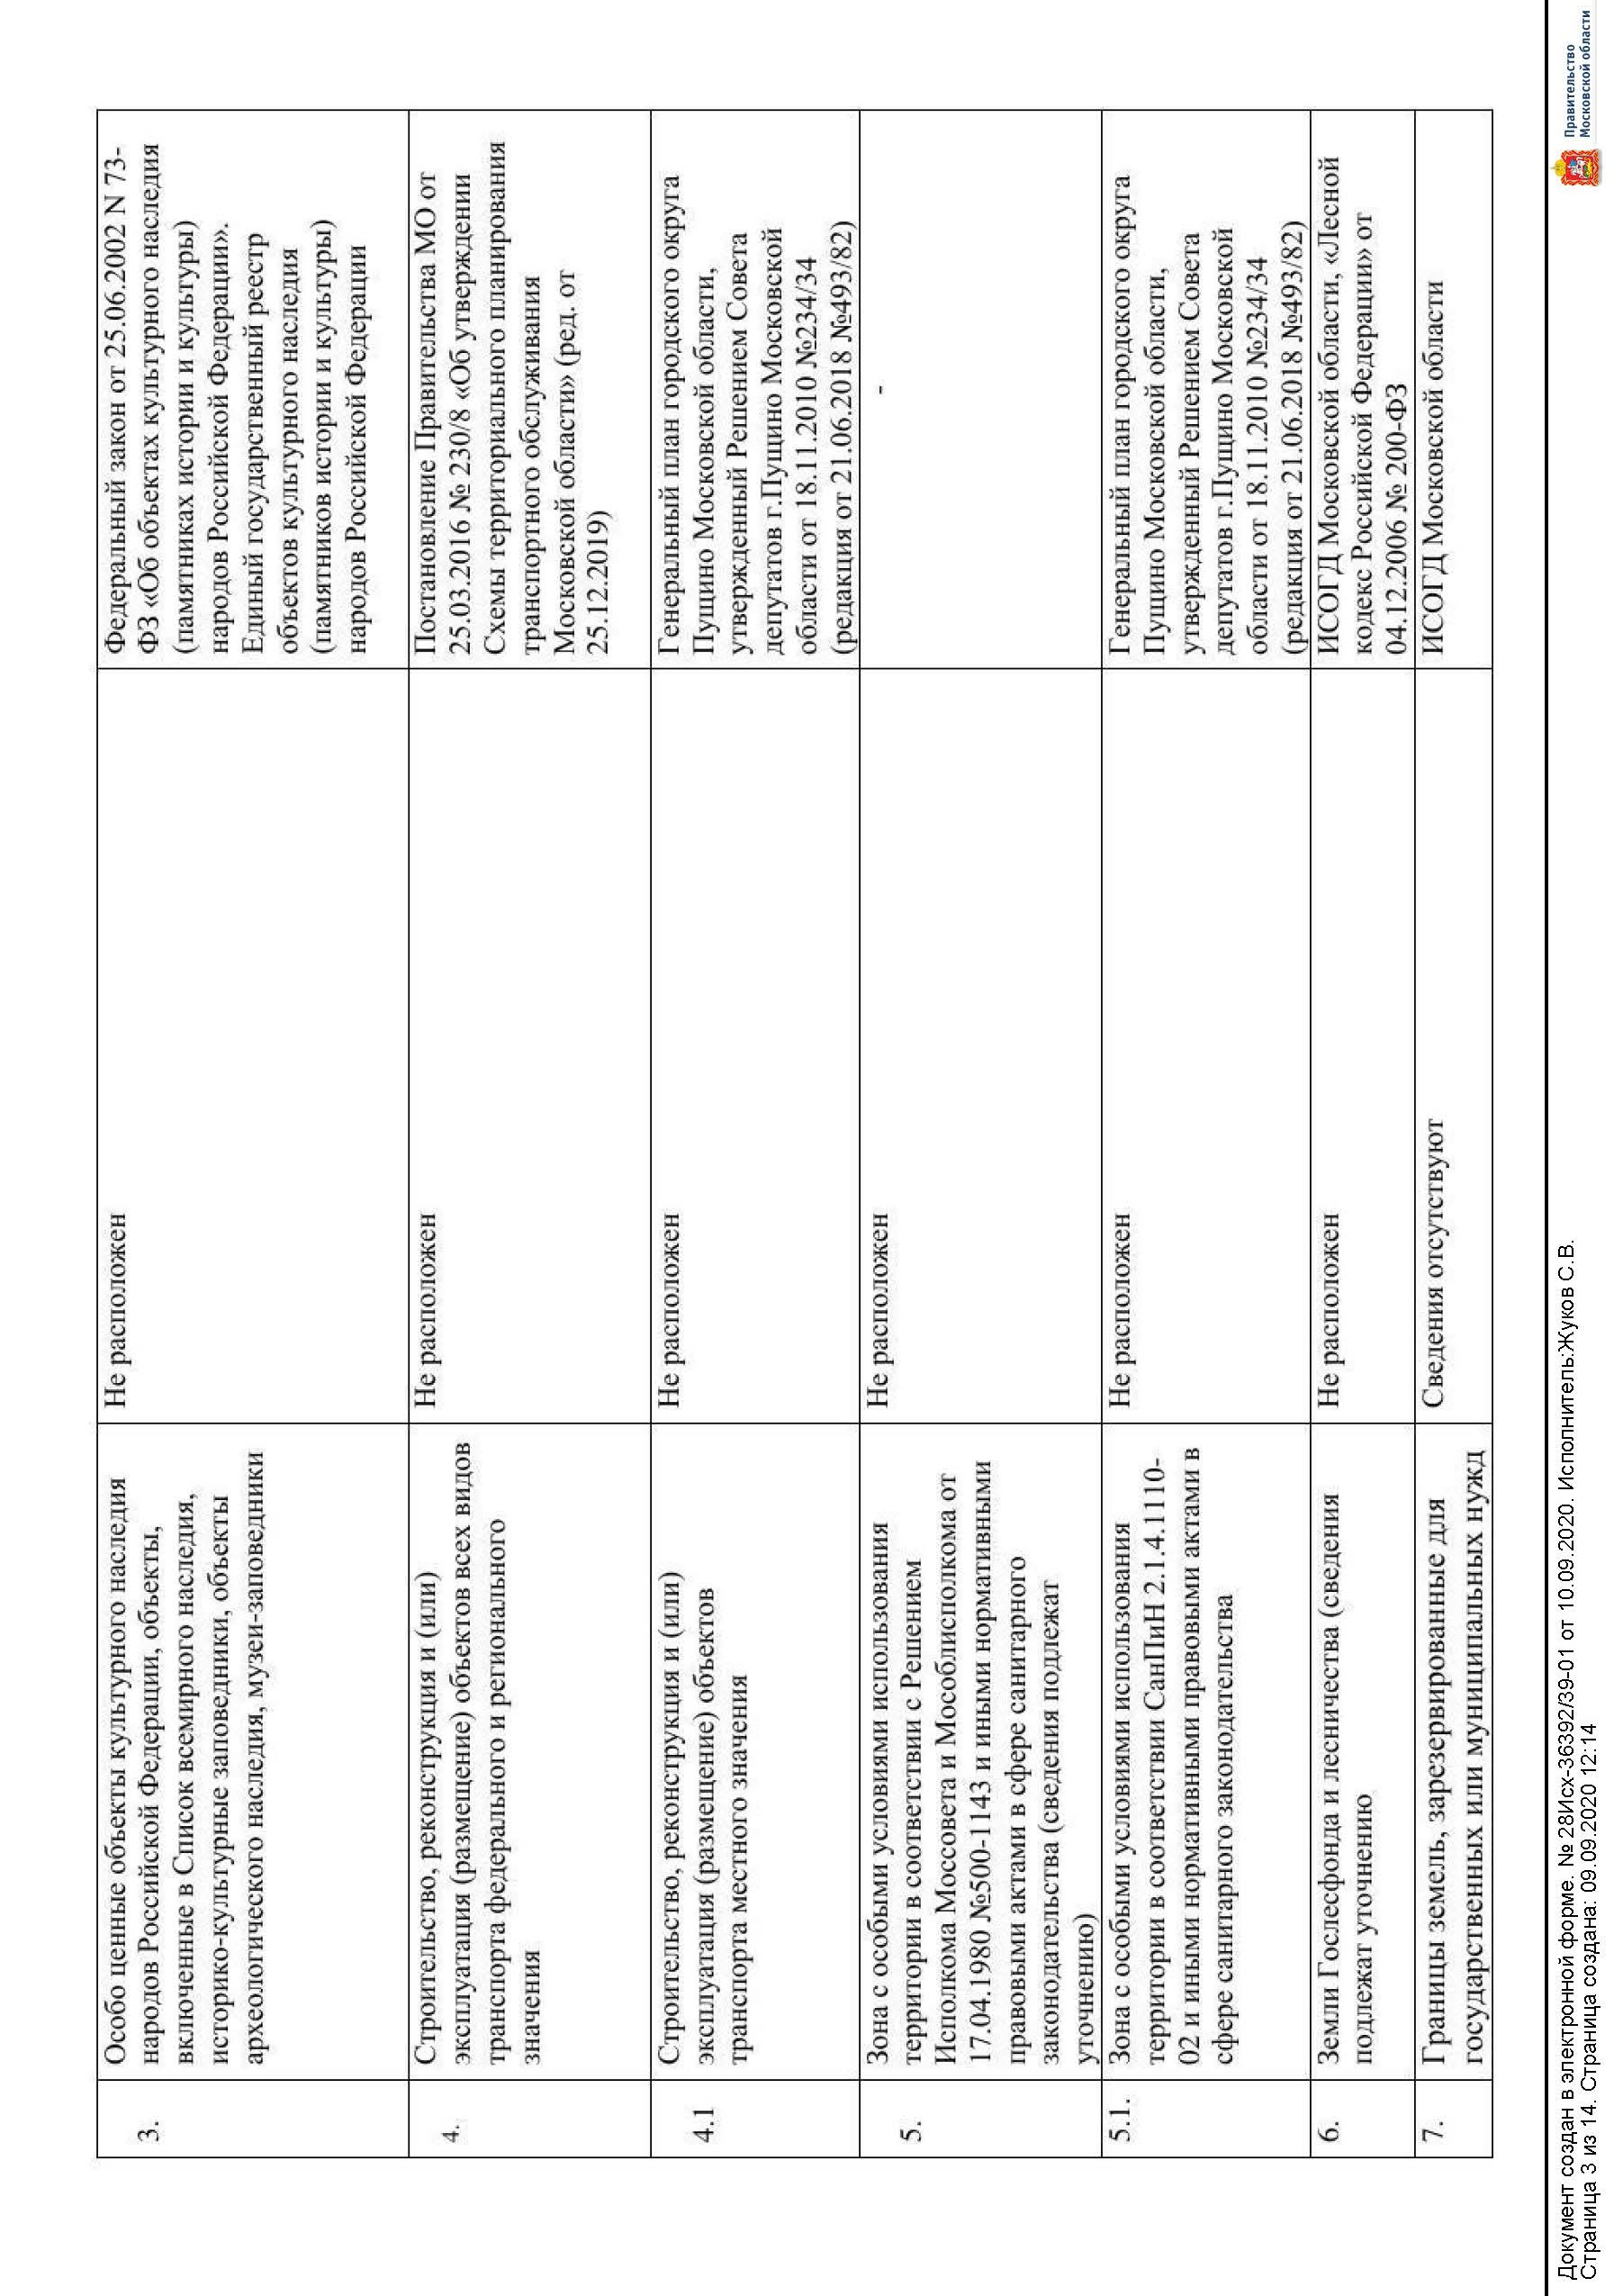 3.
Особо ценные объекты культурного наследия
народов Российской Федерации, объекты,
включенные в Список всемирного наследия,
историко-культурные заповедники, объекты
археологического наследия, музеи-заповедники
Не расположен
Федеральный закон от 25.06.2002 N 73-
ФЗ «Об объектах культурного наследия
(памятниках истории и культуры)
народов Российской Федерации».
Единый государственный реестр
объектов культурного наследия
(памятников истории и культуры)
народов Российской Федерации
4.
Строительство, реконструкция и (или)
эксплуатация (размещение) объектов всех видов
транспорта федерального и регионального
значения
Не расположен
Постановление Правительства МО от
25.03.2016 № 230/8 «Об утверждении
Схемы территориального планирования
транспортного обслуживания
Московской области» (ред. от
25.12.2019)
4.1
Строительство, реконструкция и (или)
эксплуатация (размещение) объектов
транспорта местного значения
Не расположен
Генеральный план городского округа
Пущино Московской области,
утвержденный Решением Совета
депутатов г.Пущино Московской
области от 18.11.2010 №234/34
(редакция от 21.06.2018 №493/82)
5.
Зона с особыми условиями использования
территории в соответствии с Решением
Исполкома Моссовета и Мособлисполкома от
17.04.1980 №500-1143 и иными нормативными
правовыми актами в сфере санитарного
законодательства (сведения подлежат
уточнению)
Не расположен
-
5.1.
Зона с особыми условиями использования
территории в соответствии СанПиН 2.1.4.1110-
02 и иными нормативными правовыми актами в
сфере санитарного законодательства
Не расположен
Генеральный план городского округа
Пущино Московской области,
утвержденный Решением Совета
депутатов г.Пущино Московской
области от 18.11.2010 №234/34
(редакция от 21.06.2018 №493/82)
6.
Земли Гослесфонда и лесничества (сведения
подлежат уточнению
Не расположен
ИСОГД Московской области, «Лесной
кодекс Российской Федерации» от
04.12.2006 № 200-ФЗ
7.
Границы земель, зарезервированные для
государственных или муниципальных нужд
Сведения отсутствуют
ИСОГД Московской области
Документ создан в электронной форме. № 28Исх-36392/39-01 от 10.09.2020. Исполнитель:Жуков С.В.
Страница 3 из 14. Страница создана: 09.09.2020 12:14
Правительство
Московской области